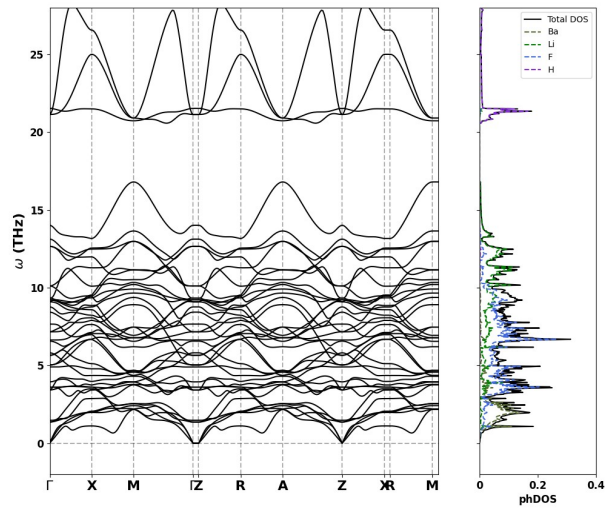 ω (THz)
25
20
15
10
5
0
Γ X M Γ Z R A Z X R M
Total DOS
Ba
Li
F
H
0 0.2 0.4
phDOS